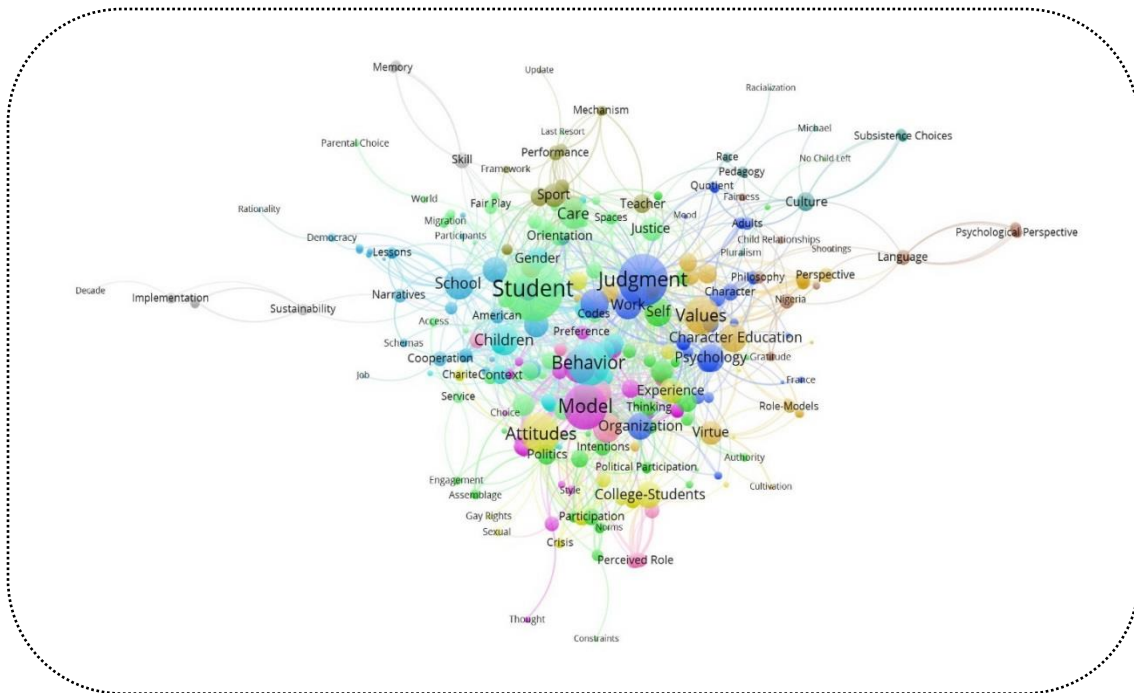 Memory
Update
Racialization
Mechanism
Michael
Last Resort
Subsistence Choices
Parental Choice
Performance
Race
No Child Left
Skill
Framework
Pedagogy
Quotient
Sport
Fairness
World
Fair Play
Teacher
Culture
Rationality
Migration
Care
Spaces
Mood
Adults
Participants
Orientation
Justice
Psychological Perspective
Democracy
Child Relationships
Lessons
Gender
Pluralism
Shootings
Language
School
Student
Judgment
Philosophy
Perspective
Decade
Implementation
Narratives
Character
Nigeria
Sustainability
American
Codes
Work
Self
Values
Access
Preference
Children
Character Education
Schemas
Cooperation
Behavior
Psychology
Gratitude
Job
Charite
Context
France
Service
Experience
Choice
Model
Thinking
Role-Models
Attitudes
Organization
Virtue
Politics
Intentions
Authority
Political Participation
Engagement
Style
Cultivation
Assemblage
College-Students
Gay Rights
Participation
Sexual
Norms
Crisis
Perceived Role
Thought
Constraints